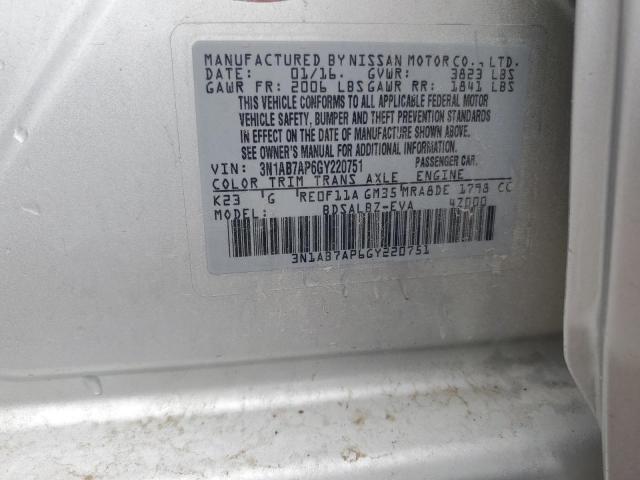 MANUFACTURED BY NISSAN MOTOR CO., LTD.
DATE: 01/16. GVWR: 3823 LBS
GAWR FR: 2006 LBS GAWR RR: 1841 LBS
THIS VEHICLE CONFORMS TO ALL APPLICABLE FEDERAL MOTOR
VEHICLE SAFETY, BUMPER AND THEFT PREVENTION STANDARDS
IN EFFECT ON THE DATE OF MANUFACTURE SHOWN ABOVE.
SEE OWNER'S MANUAL FOR ADDITIONAL INFORMATION
VIN: 3N1AB7AP6GY220751 PASSENGER CAR.
COLOR TRIM TRANS AXLE ENGINE
K23 G RE0F11A GM35 MRA8DE 1798 CC
MODEL: BDSALBZ-EVA 4Z000
3N1AB7AP6GY220751